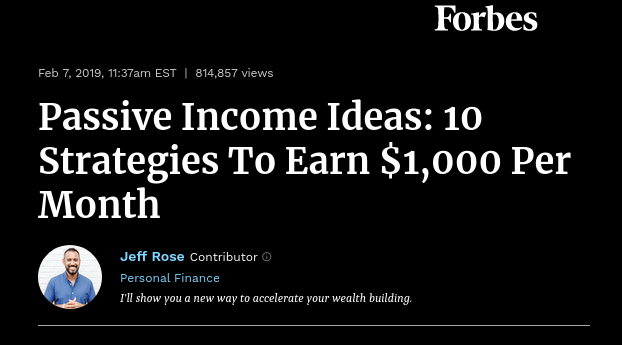 Forbes
Feb 7, 2019, 11:37am EST | 814,857 views
Passive Income Ideas: 10
Strategies To Earn $1,000 Per
Month
Jeff Rose Contributor ⓘ
Personal Finance
I'll show you a new way to accelerate your wealth building.